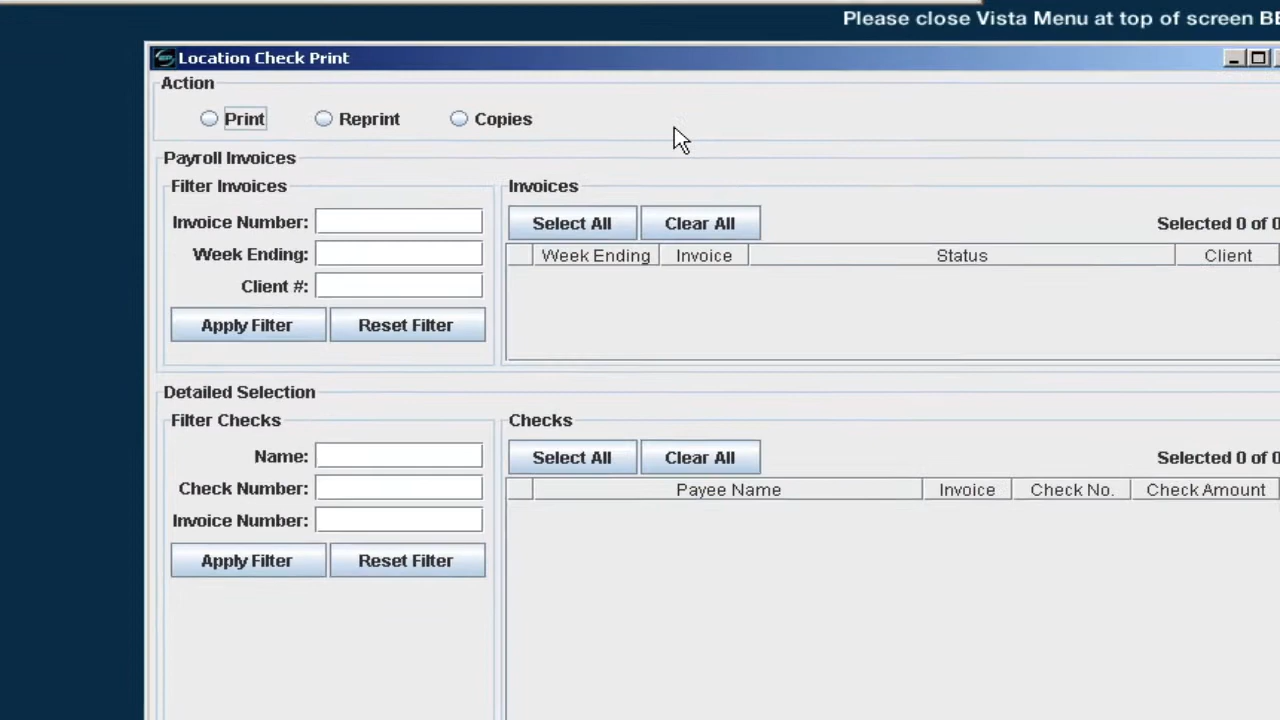 Please close Vista Menu at top of screen
Location Check Print
Action
Print Reprint Copies
Payroll Invoices
Filter Invoices
Invoice Number:
Week Ending:
Client #:
Apply Filter Reset Filter
Invoices
Select All Clear All Selected 0 of 0
Week Ending Invoice Status Client
Detailed Selection
Filter Checks
Name:
Check Number:
Invoice Number:
Apply Filter Reset Filter
Checks
Select All Clear All Selected 0 of 0
Payee Name Invoice Check No. Check Amount